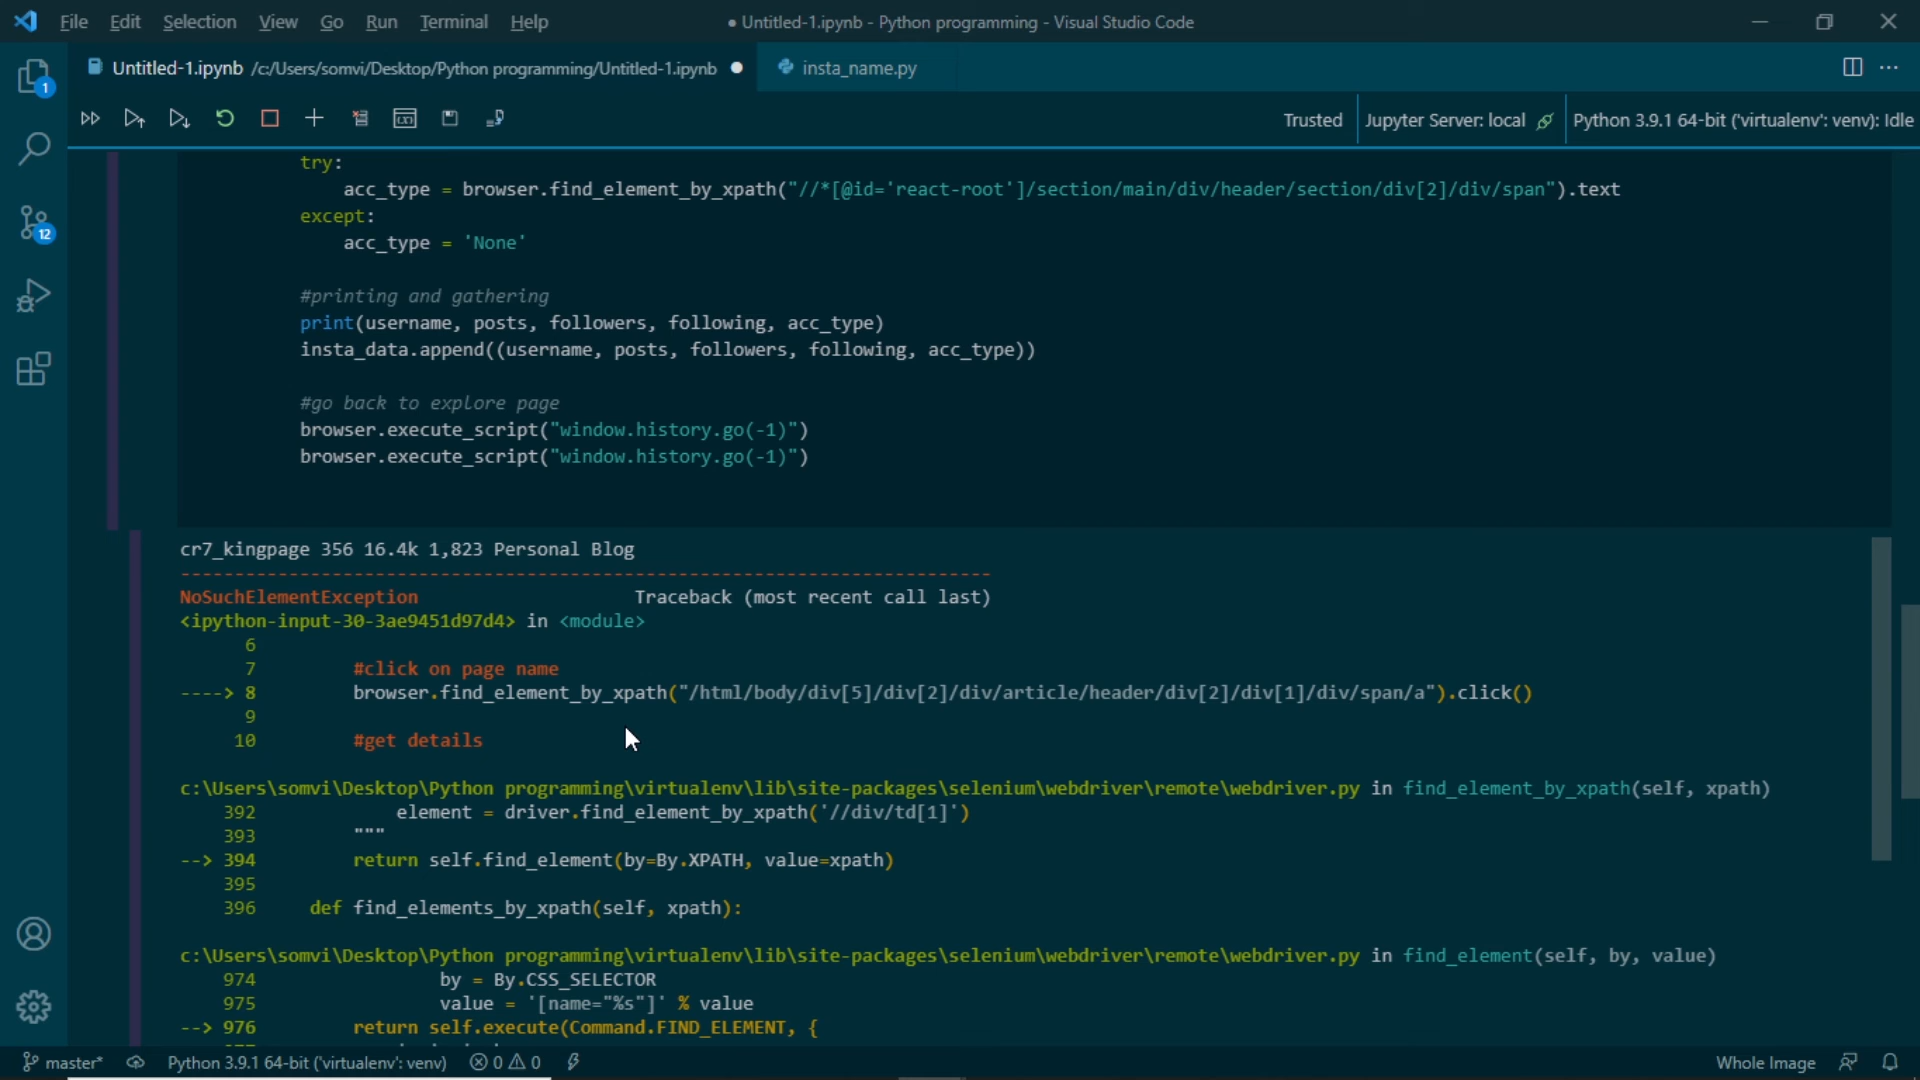 File Edit Selection View Go Run Terminal Help
● Untitled-1.ipynb - Python programming - Visual Studio Code
Untitled-1.ipynb /c:/Users/somvi/Desktop/Python programming/Untitled-1.ipynb ●
insta_name.py
1
12
Trusted
Jupyter Server: local
Python 3.9.1 64-bit ('virtualenv': venv): Idle
try:
acc_type = browser.find_element_by_xpath("//*[@id='react-root']/section/main/div/header/section/div[2]/div/span").text
except:
acc_type = 'None'
#printing and gathering
print(username, posts, followers, following, acc_type)
insta_data.append((username, posts, followers, following, acc_type))
#go back to explore page
browser.execute_script("window.history.go(-1)")
browser.execute_script("window.history.go(-1)")
cr7_kingpage 356 16.4k 1,823 Personal Blog
---------------------------------------------------------------------------
NoSuchElementException Traceback (most recent call last)
<ipython-input-30-3ae9451d97d4> in <module>
6
7 #click on page name
----> 8 browser.find_element_by_xpath("/html/body/div[5]/div[2]/div/article/header/div[2]/div[1]/div/span/a").click()
9
10 #get details
c:\Users\somvi\Desktop\Python programming\virtualenv\lib\site-packages\selenium\webdriver\remote\webdriver.py in find_element_by_xpath(self, xpath)
392 element = driver.find_element_by_xpath('//div/td[1]')
393 """
--> 394 return self.find_element(by=By.XPATH, value=xpath)
395
396 def find_elements_by_xpath(self, xpath):
c:\Users\somvi\Desktop\Python programming\virtualenv\lib\site-packages\selenium\webdriver\remote\webdriver.py in find_element(self, by, value)
974 by = By.CSS_SELECTOR
975 value = '[name="%s"]' % value
--> 976 return self.execute(Command.FIND_ELEMENT, {
master* Python 3.9.1 64-bit ('virtualenv': venv) 0 0 Whole Image